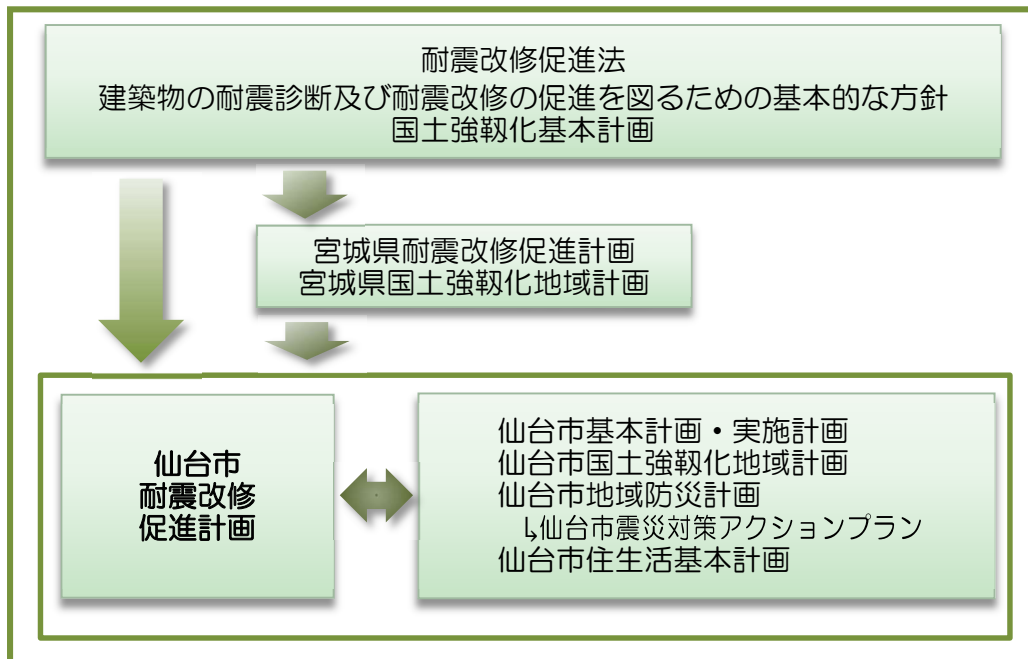 耐震改修促進法
建築物の耐震診断及び耐震改修の促進を図るための基本的な方針
国土強靱化基本計画
宮城県耐震改修促進計画
宮城県国土強靱化地域計画
仙台市
耐震改修
促進計画
仙台市基本計画・実施計画
仙台市国土強靱化地域計画
仙台市地域防災計画
↳仙台市震災対策アクションプラン
仙台市住生活基本計画